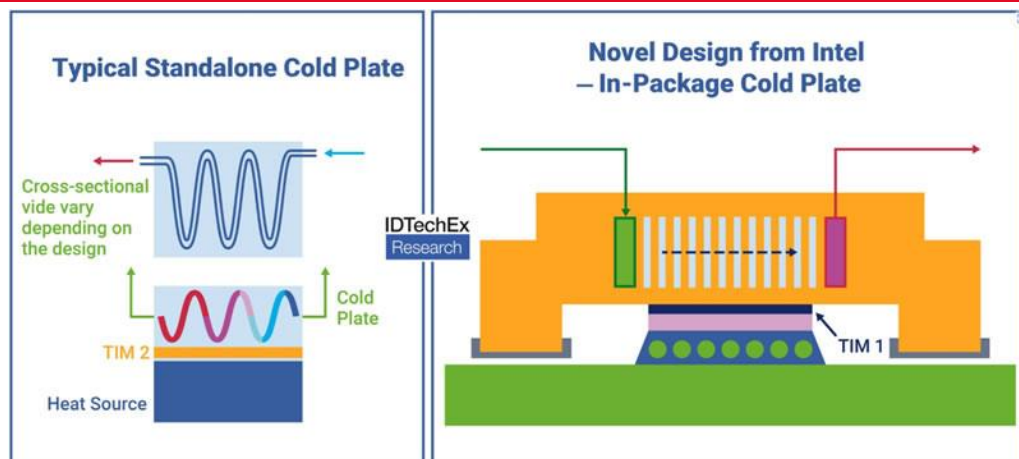 Typical Standalone Cold Plate
Cross-sectional
vide vary
depending on
the design
Cold
Plate
TIM 2
Heat Source
IDTechEx
Research
Novel Design from Intel
– In-Package Cold Plate
TIM 1